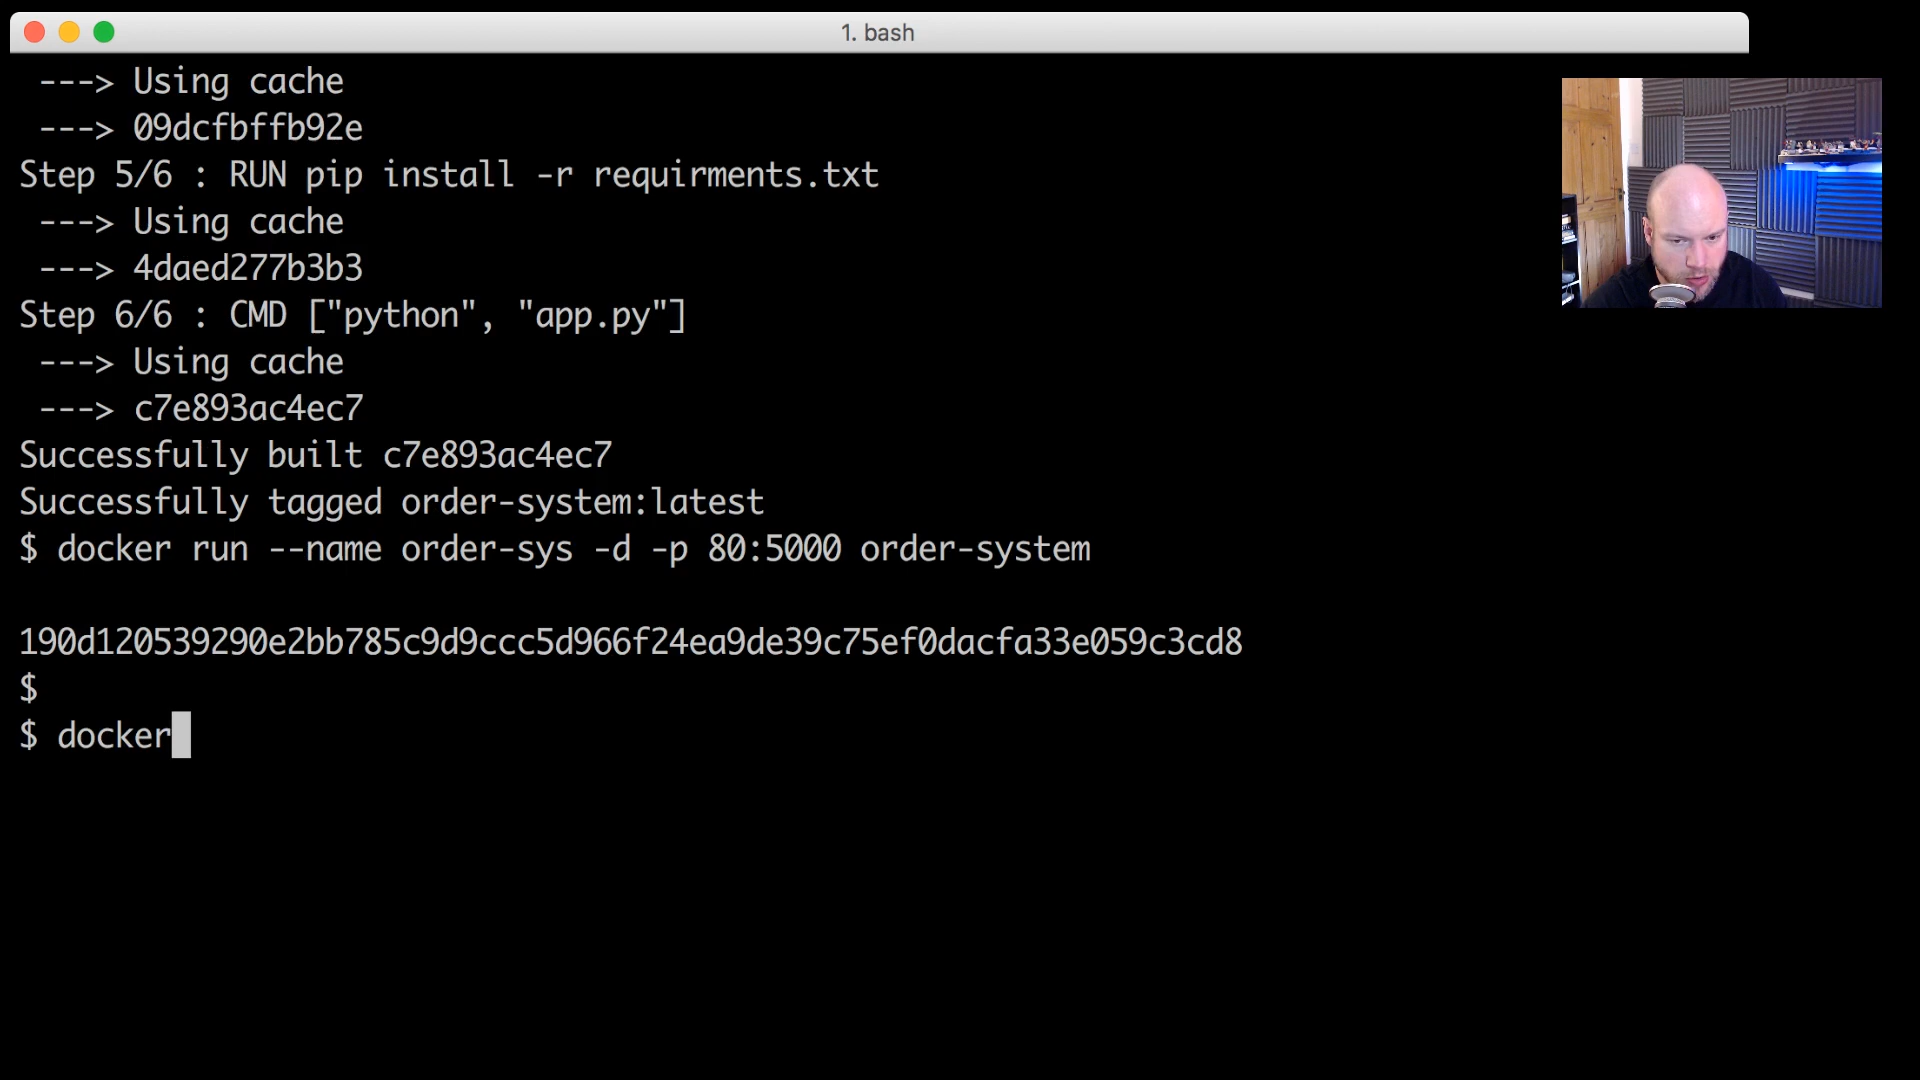 1. bash
---> Using cache
---> 09dcfbffb92e
Step 5/6 : RUN pip install -r requirments.txt
---> Using cache
---> 4daed277b3b3
Step 6/6 : CMD ["python", "app.py"]
---> Using cache
---> c7e893ac4ec7
Successfully built c7e893ac4ec7
Successfully tagged order-system:latest
$ docker run --name order-sys -d -p 80:5000 order-system
190d120539290e2bb785c9d9ccc5d966f24ea9de39c75ef0dacfa33e059c3cd8
$
$ docker